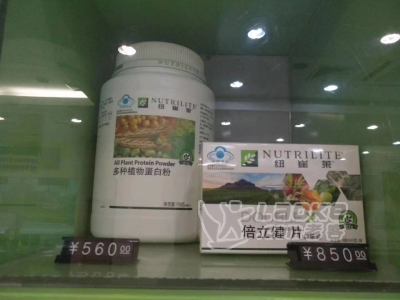 NUTRILITE
纽崔莱
All Plant Protein Powder
多种植物蛋白粉
NUTRILITE
纽崔莱
倍立健片
¥560.00
¥850.00